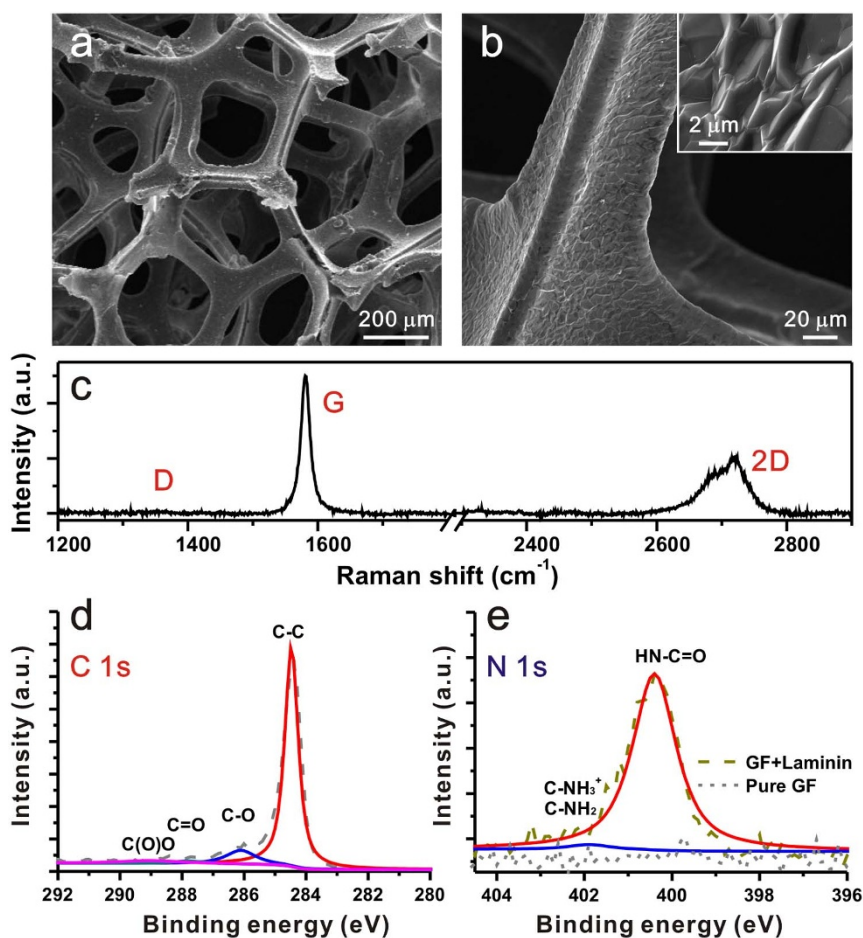 a
200 μm
b
2 μm
20 μm
c
Intensity (a.u.)
D
G
2D
1200 1400 1600 2400 2600 2800
Raman shift (cm⁻¹)
d
C 1s
C-C
C-O
C=O
C(O)O
Intensity (a.u.)
292 290 288 286 284 282 280
Binding energy (eV)
e
N 1s
HN-C=O
C-NH₃⁺
C-NH₂
GF+Laminin
Pure GF
Intensity (a.u.)
404 402 400 398 396
Binding energy (eV)